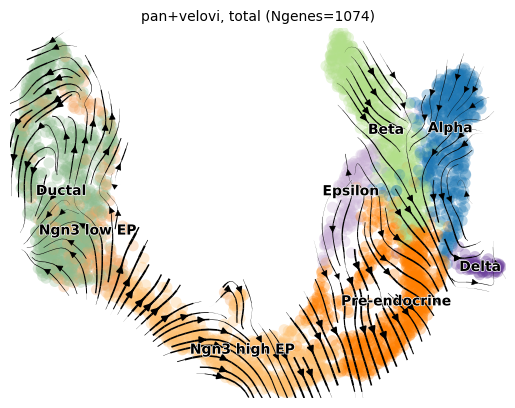 pan+velovi, total (Ngenes=1074)
Beta
Alpha
Ductal
Epsilon
Ngn3 low EP
Delta
Pre-endocrine
Ngn3 high EP